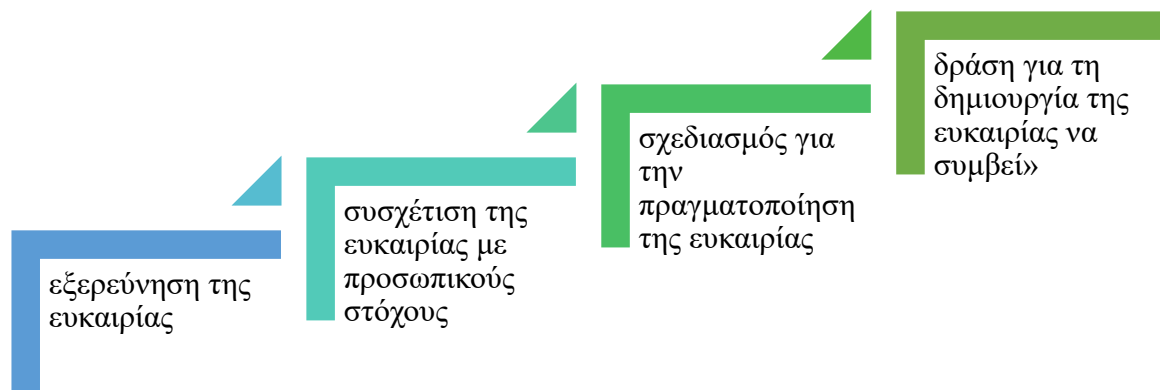 εξερεύνηση της
ευκαιρίας
συσχέτιση της
ευκαιρίας με
προσωπικούς
στόχους
σχεδιασμός για
την
πραγματοποίηση
της ευκαιρίας
δράση για τη
δημιουργία της
ευκαιρίας να
συμβεί»